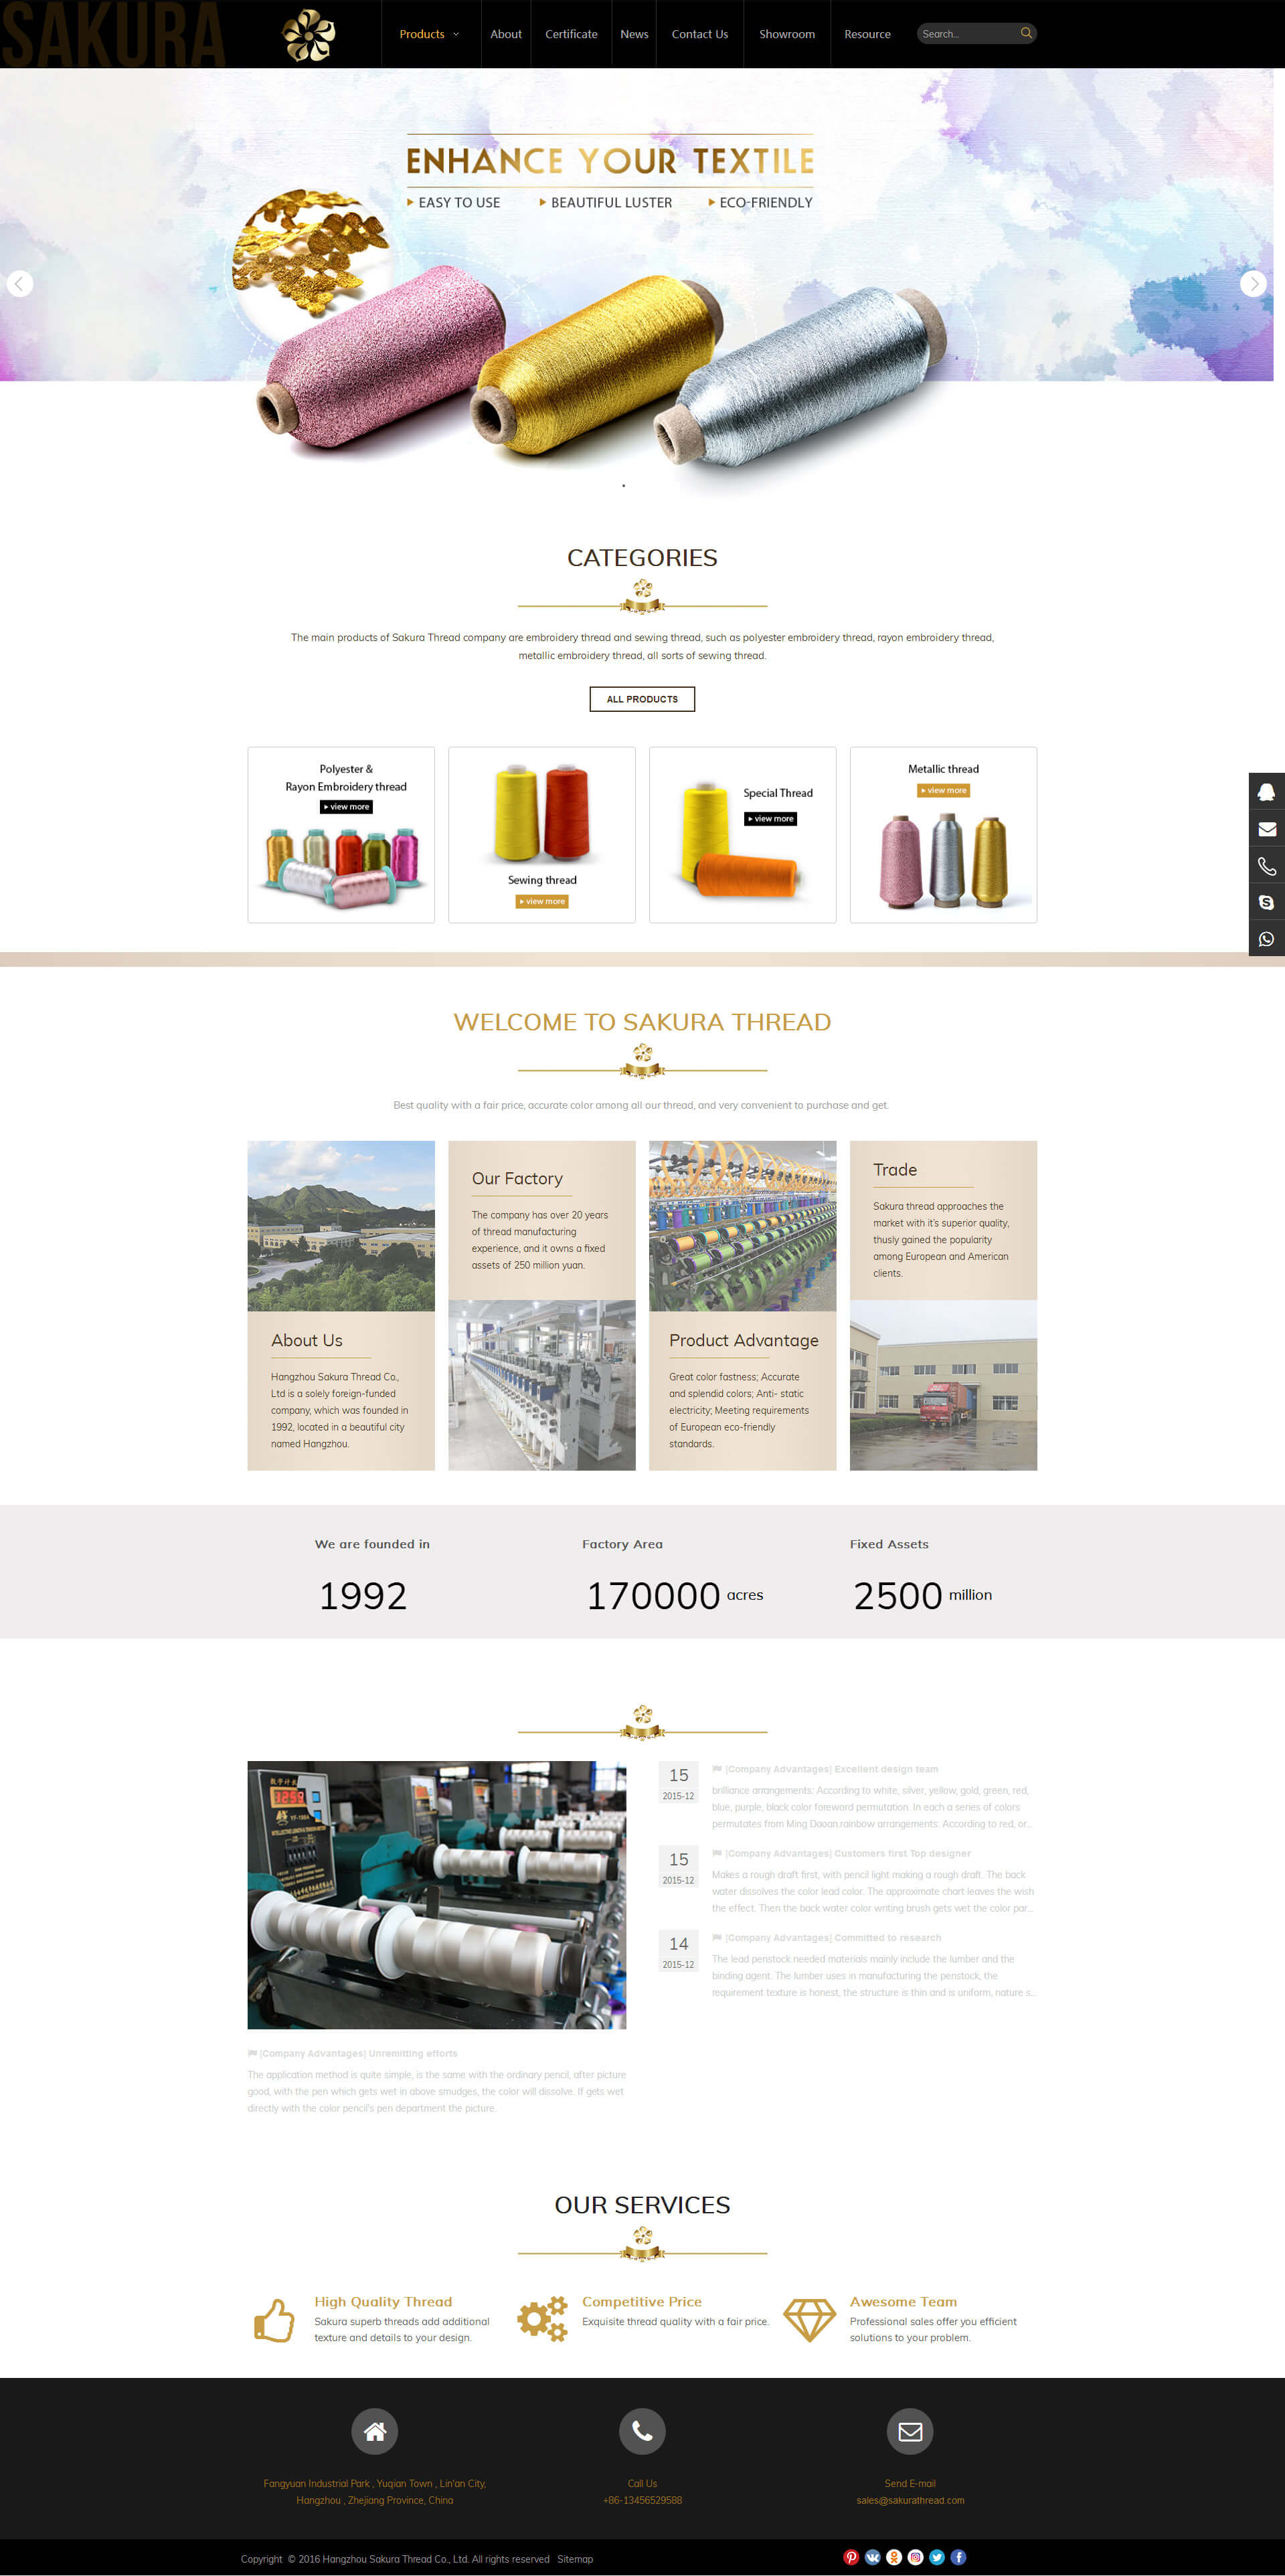 SAKURA
Products
About
Certificate
News
Contact Us
Showroom
Resource
Search...
ENHANCE YOUR TEXTILE
EASY TO USE
BEAUTIFUL LUSTER
ECO-FRIENDLY
CATEGORIES
The main products of Sakura Thread company are embroidery thread and sewing thread, such as polyester embroidery thread, rayon embroidery thread,
metallic embroidery thread, all sorts of sewing thread.
ALL PRODUCTS
Polyester &
Rayon Embroidery thread
view more
Sewing thread
view more
Special Thread
view more
Metallic thread
view more
WELCOME TO SAKURA THREAD
Best quality with a fair price, accurate color among all our thread, and very convenient to purchase and get.
About Us
Hangzhou Sakura Thread Co.,
Ltd is a solely foreign-funded
company, which was founded in
1992, located in a beautiful city
named Hangzhou.
Our Factory
The company has over 20 years
of thread manufacturing
experience, and it owns a fixed
assets of 250 million yuan.
Product Advantage
Great color fastness; Accurate
and splendid colors; Anti- static
electricity; Meeting requirements
of European eco-friendly
standards.
Trade
Sakura thread approaches the
market with it's superior quality,
thusly gained the popularity
among European and American
clients.
We are founded in
1992
Factory Area
170000 acres
Fixed Assets
2500 million
1259
YF-190A
[Company Advantages] Unremitting efforts
The application method is quite simple, is the same with the ordinary pencil, after picture
good, with the pen which gets wet in above smudges, the color will dissolve. If gets wet
directly with the color pencil's pen department the picture.
15
2015-12
[Company Advantages] Excellent design team
brilliance arrangements: According to white, silver, yellow, gold, green, red,
blue, purple, black color foreword permutation. In each a series of colors
permutates from Ming Daoan.rainbow arrangements: According to red, or...
15
2015-12
[Company Advantages] Customers first Top designer
Makes a rough draft first, with pencil light making a rough draft. The back
water dissolves the color lead color. The approximate chart leaves the wish
the effect. Then the back water color writing brush gets wet the color par...
14
2015-12
[Company Advantages] Committed to research
The lead penstock needed materials mainly include the lumber and the
binding agent. The lumber uses in manufacturing the penstock, the
requirement texture is honest, the structure is thin and is uniform, nature s...
OUR SERVICES
High Quality Thread
Sakura superb threads add additional
texture and details to your design.
Competitive Price
Exquisite thread quality with a fair price.
Awesome Team
Professional sales offer you efficient
solutions to your problem.
Fangyuan Industrial Park , Yuqian Town , Lin'an City,
Hangzhou , Zhejiang Province, China
Call Us
+86-13456529588
Send E-mail
sales@sakurathread.com
Copyright © 2016 Hangzhou Sakura Thread Co., Ltd. All rights reserved Sitemap